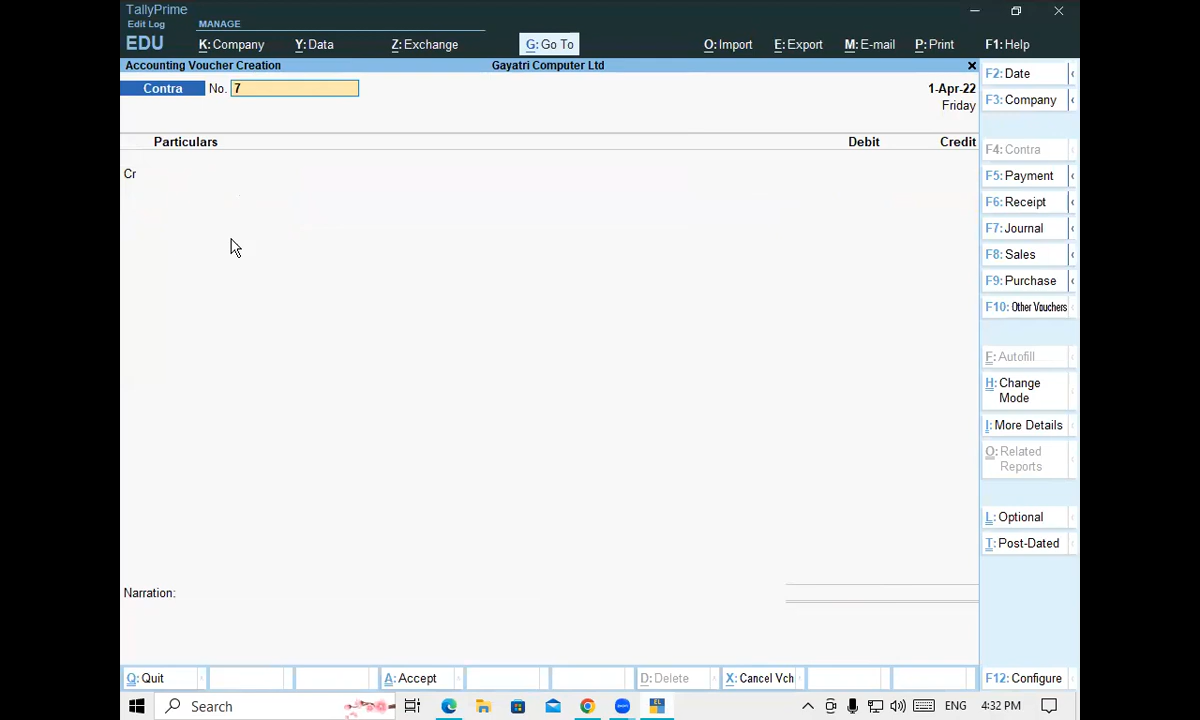 TallyPrime
Edit Log
MANAGE
EDU
K: Company
Y: Data
Z: Exchange
G: Go To
O: Import
E: Export
M: E-mail
P: Print
F1: Help
Accounting Voucher Creation
Gayatri Computer Ltd
F2: Date
Contra
No. 7
1-Apr-22
Friday
F3: Company
Particulars
Debit
Credit
F4: Contra
Cr
F5: Payment
F6: Receipt
F7: Journal
F8: Sales
F9: Purchase
F10: Other Vouchers
F: Autofill
H: Change
Mode
I: More Details
O: Related
Reports
L: Optional
T: Post-Dated
Narration:
Q: Quit
A: Accept
D: Delete
X: Cancel Vch
F12: Configure
Search
ENG
4:32 PM